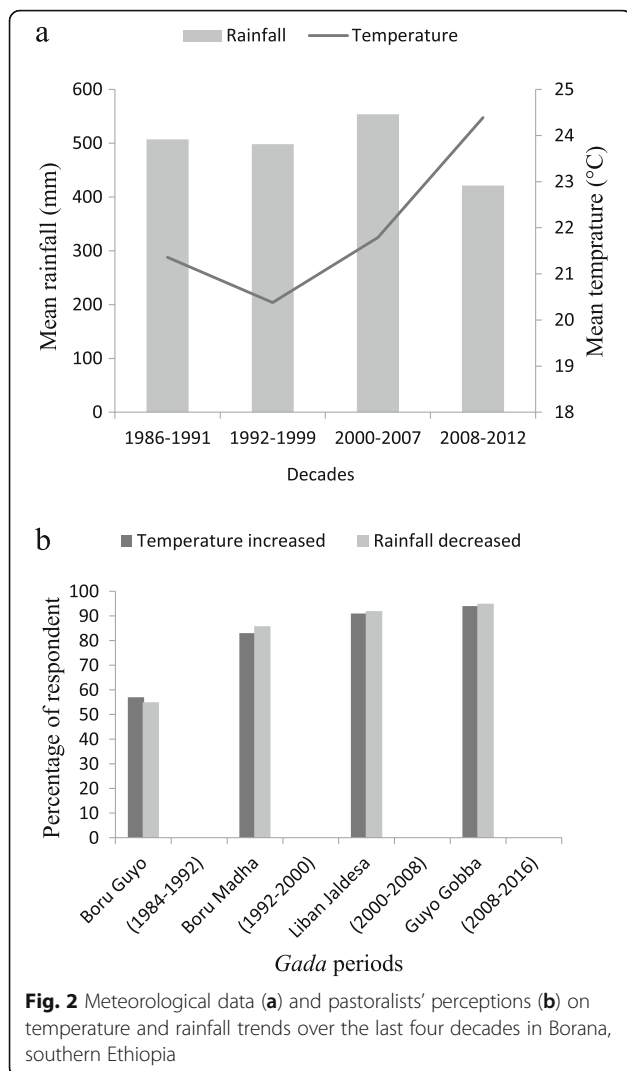 a
Rainfall Temperature
600
500
400
300
200
100
0
Mean rainfall (mm)
25
24
23
22
21
20
19
18
Mean temprature (°C)
1986-1991 1992-1999 2000-2007 2008-2012
Decades
b
Temperature increased Rainfall decreased
100
90
80
70
60
50
40
30
20
10
0
Percentage of respondent
Boru Guyo
(1984-1992)
Boru Madha
(1992-2000)
Liban Jaldesa
(2000-2008)
Guyo Gobba
(2008-2016)
Gada periods
Fig. 2 Meteorological data (a) and pastoralists' perceptions (b) on
temperature and rainfall trends over the last four decades in Borana,
southern Ethiopia